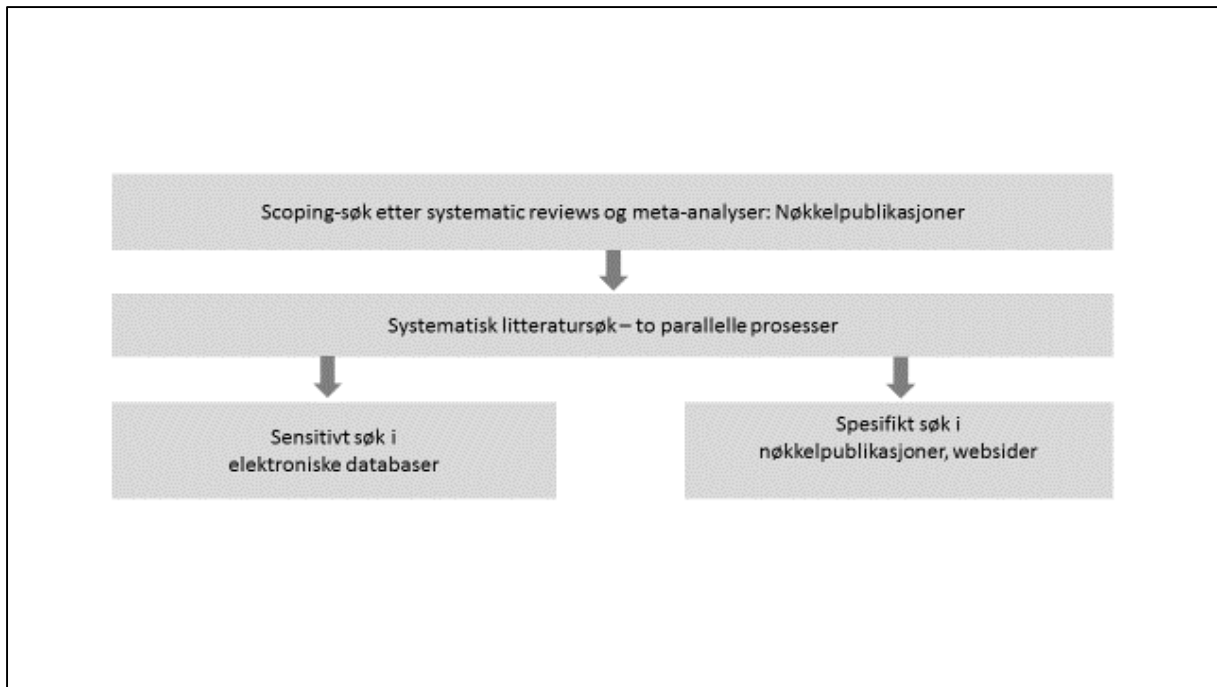 Scoping-søk etter systematic reviews og meta-analyser: Nøkkelpublikasjoner
Systematisk litteratursøk – to parallelle prosesser
Sensitivt søk i
elektroniske databaser
Spesifikt søk i
nøkkelpublikasjoner, websider